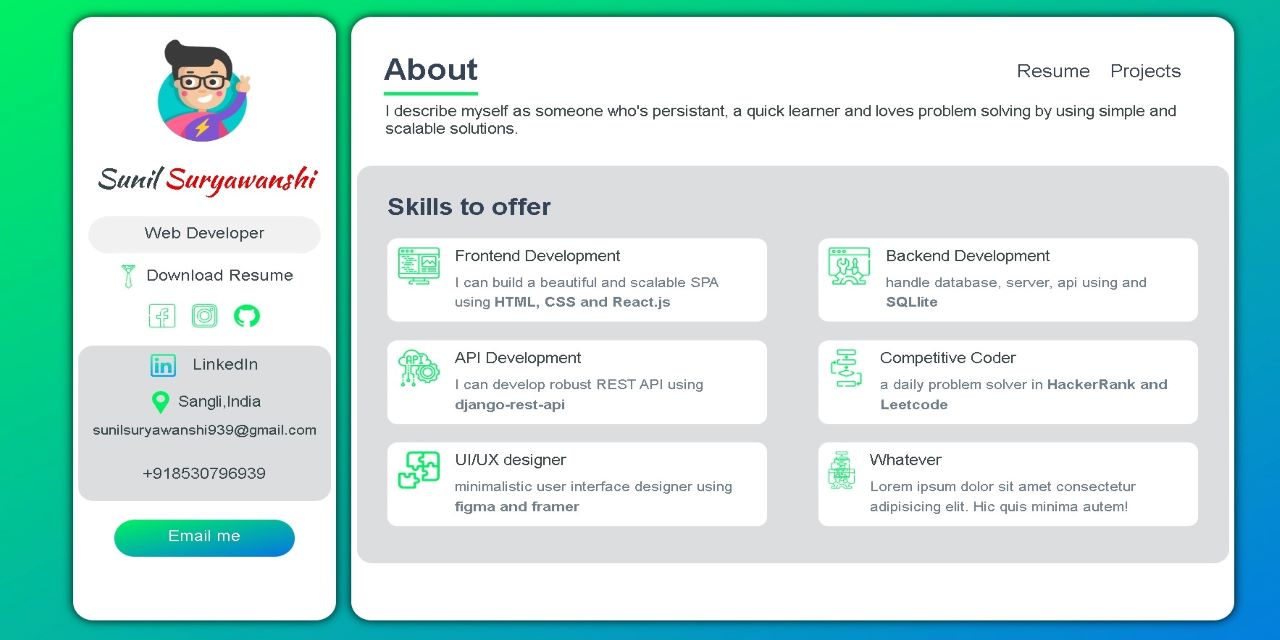 Sunil Suryawanshi
Web Developer
Download Resume
LinkedIn
Sangli,India
sunilsuryawanshi939@gmail.com
+918530796939
Email me
About
Resume Projects
I describe myself as someone who's persistant, a quick learner and loves problem solving by using simple and
scalable solutions.
Skills to offer
Frontend Development
I can build a beautiful and scalable SPA
using HTML, CSS and React.js
Backend Development
handle database, server, api using and
SQLlite
API
API Development
I can develop robust REST API using
django-rest-api
Competitive Coder
a daily problem solver in HackerRank and
Leetcode
UI/UX designer
minimalistic user interface designer using
figma and framer
Whatever
Lorem ipsum dolor sit amet consectetur
adipisicing elit. Hic quis minima autem!